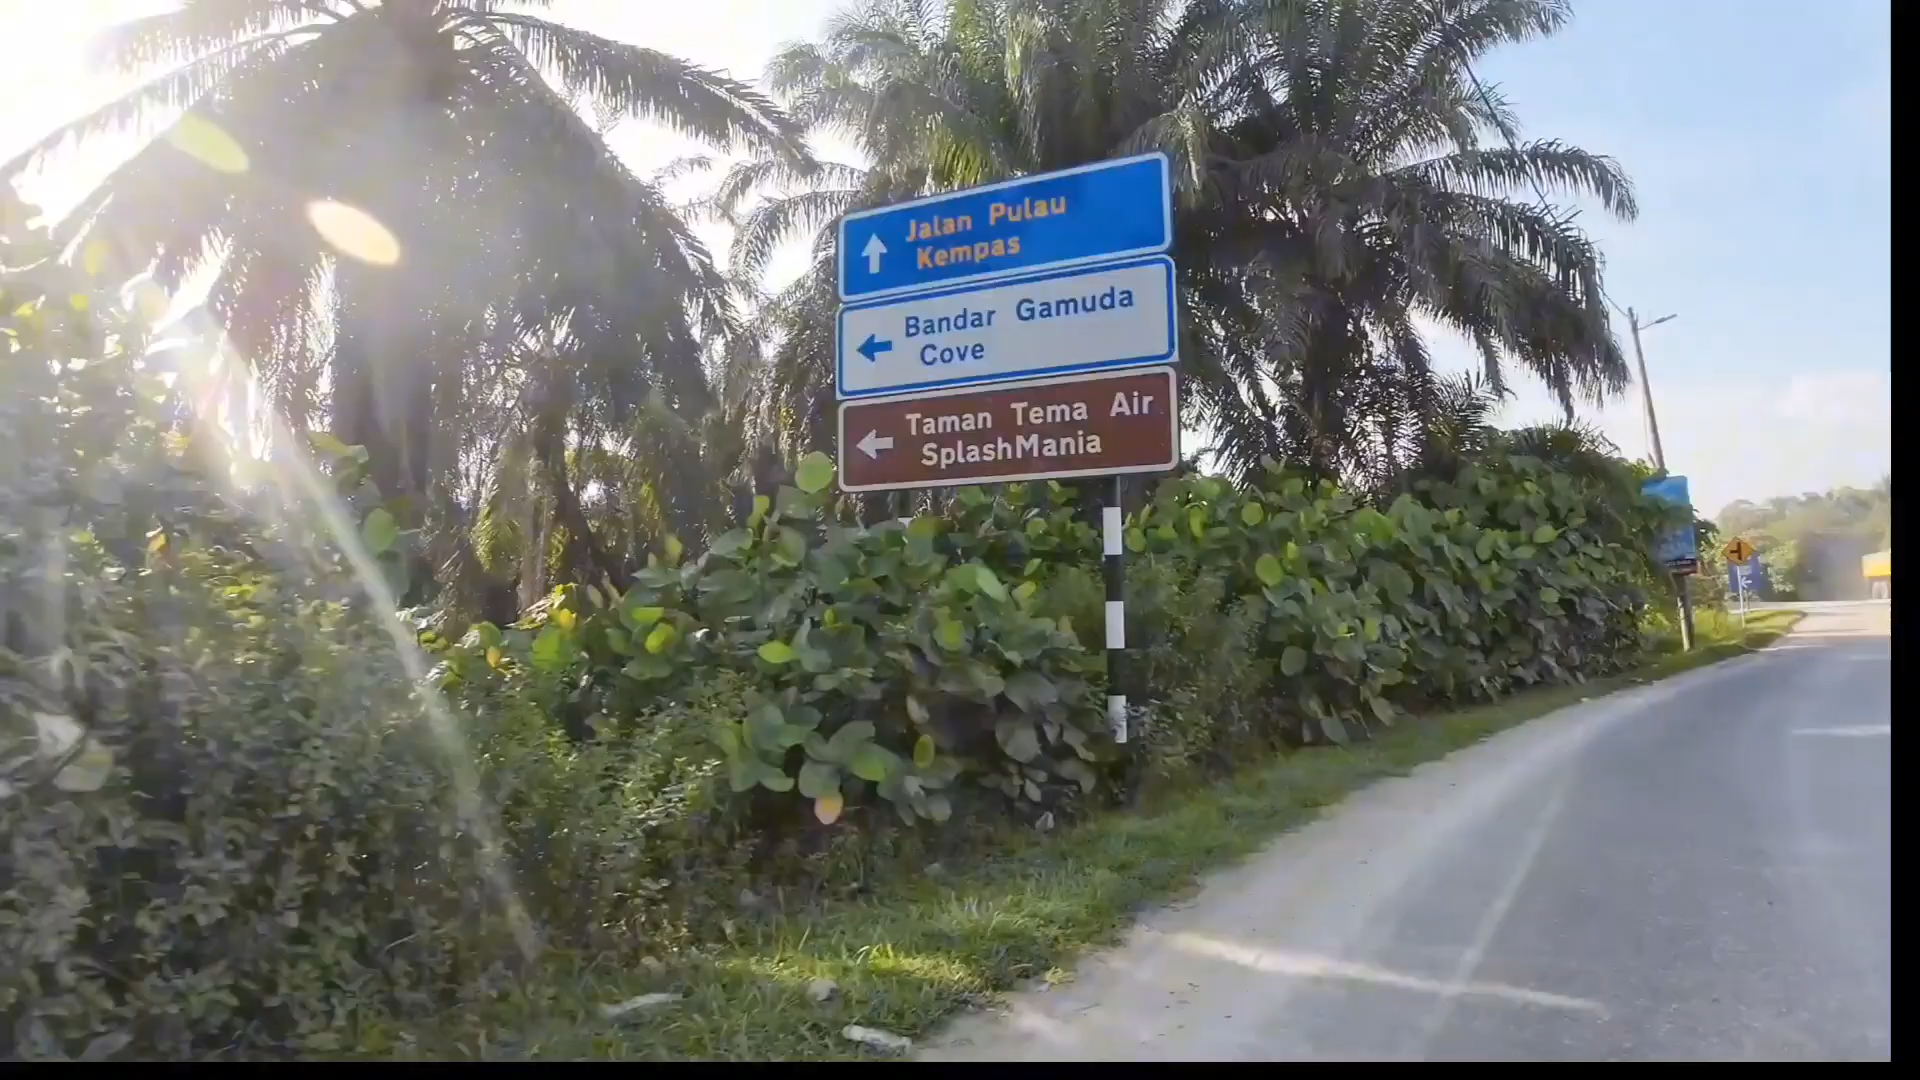 Jalan Pulau
Kempas
Bandar Gamuda
Cove
Taman Tema Air
SplashMania